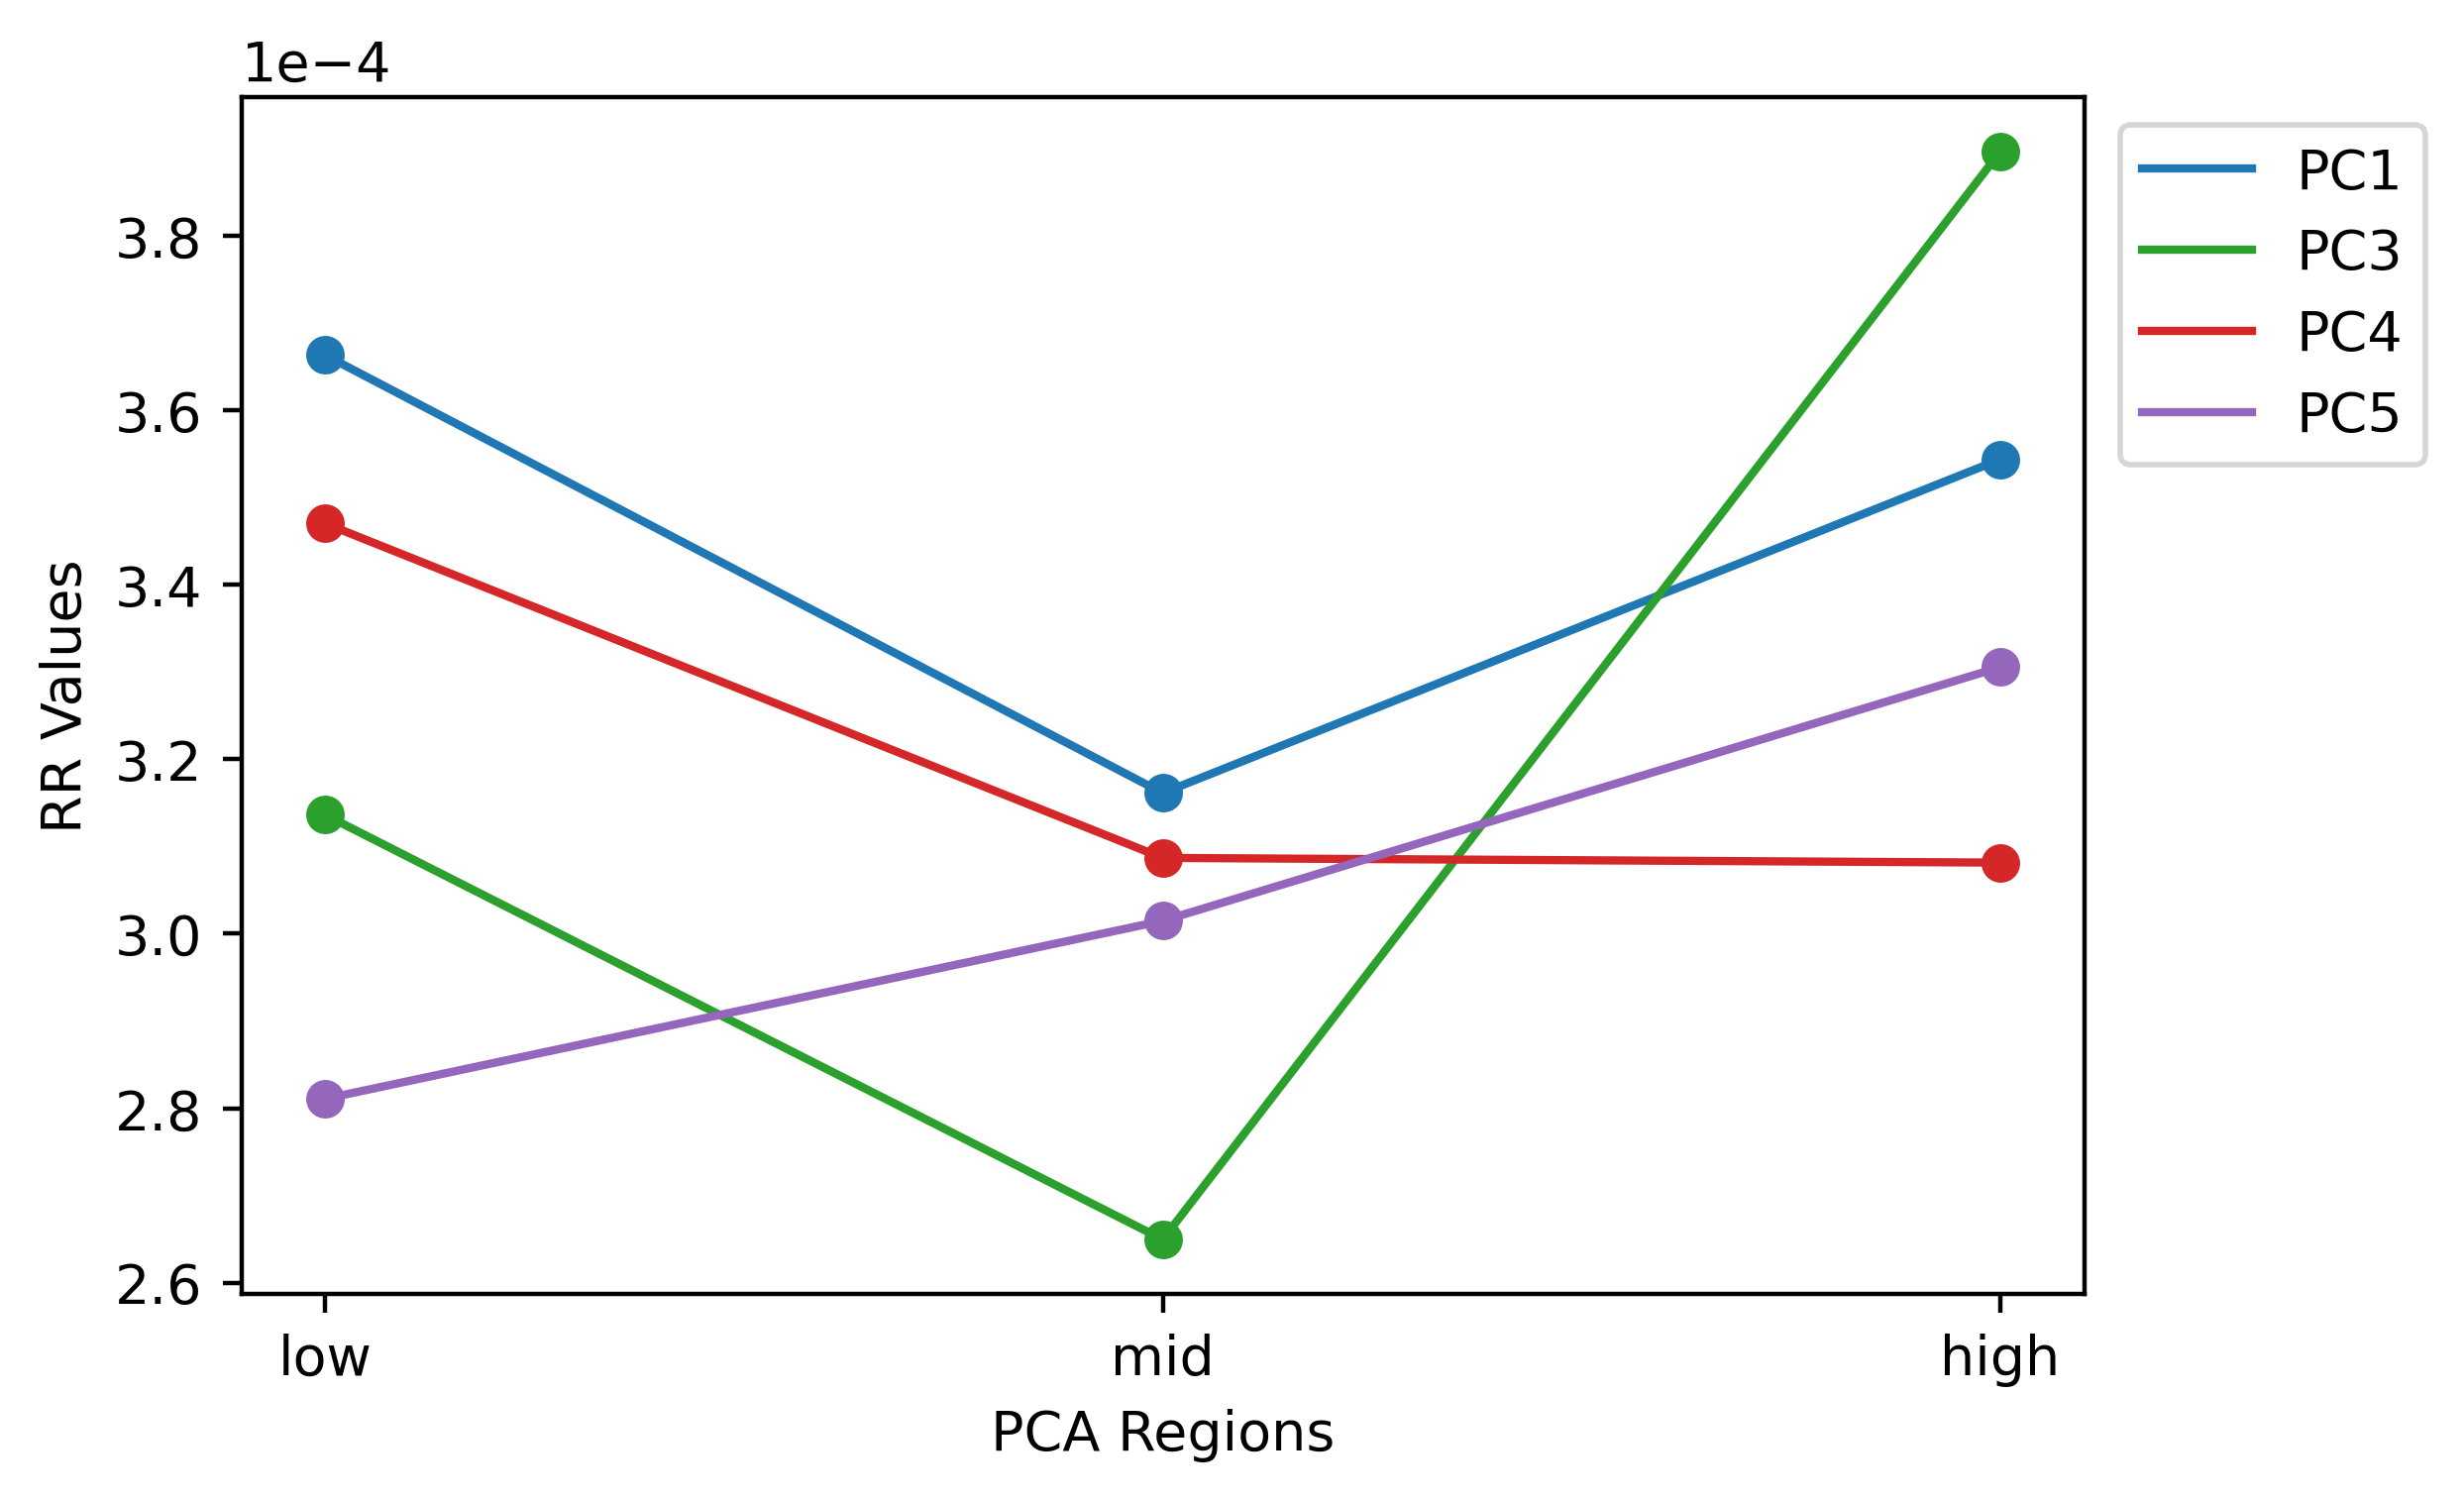 1e−4
3.8
3.6
3.4
3.2
3.0
2.8
2.6
RR Values
low
mid
high
PCA Regions
PC1
PC3
PC4
PC5